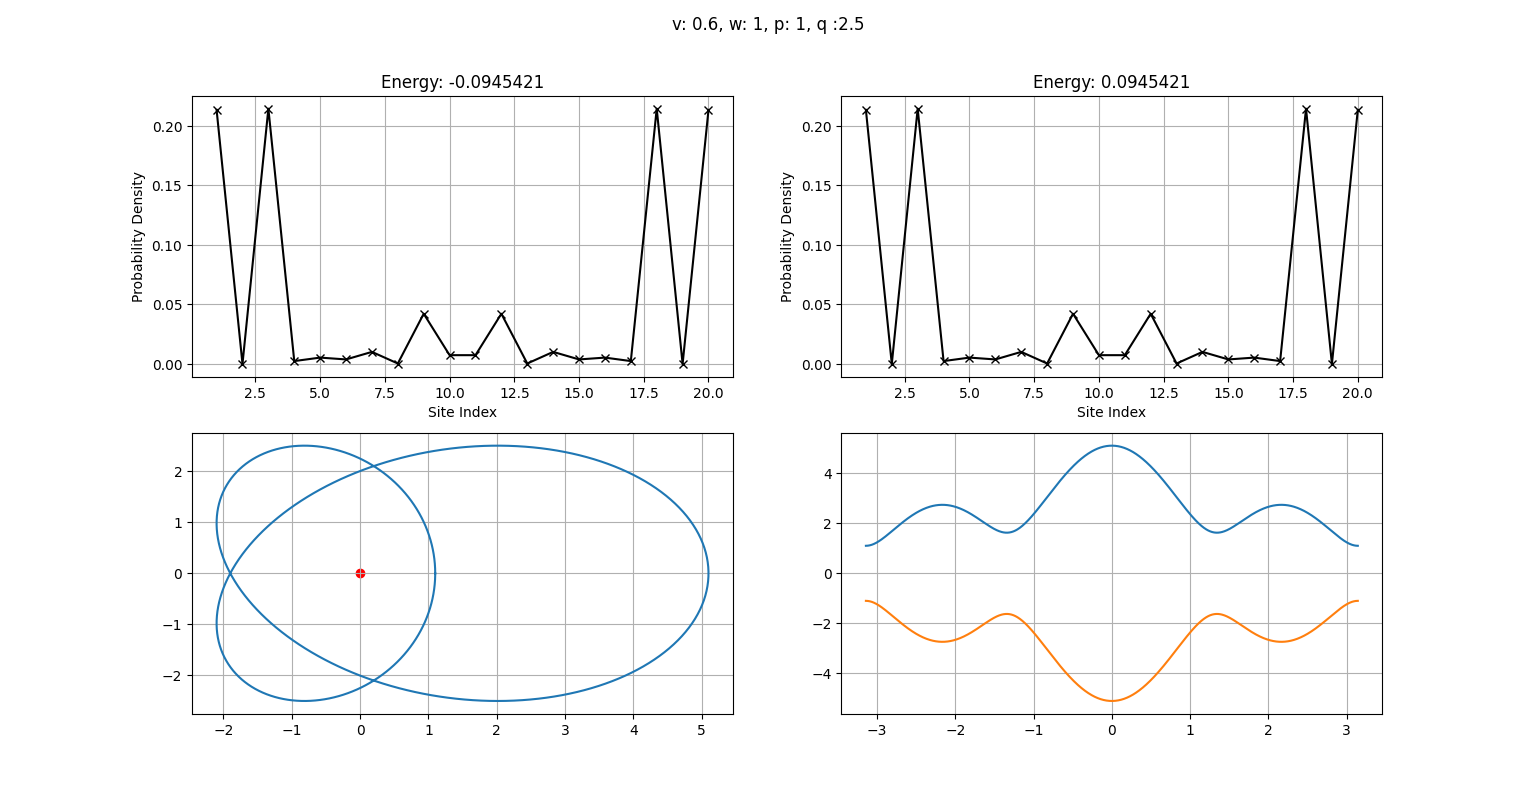 v: 0.6, w: 1, p: 1, q :2.5
Energy: -0.0945421
Probability Density
0.20
0.15
0.10
0.05
0.00
2.5 5.0 7.5 10.0 12.5 15.0 17.5 20.0
Site Index
Energy: 0.0945421
Probability Density
0.20
0.15
0.10
0.05
0.00
2.5 5.0 7.5 10.0 12.5 15.0 17.5 20.0
Site Index
2
1
0
−1
−2
−2 −1 0 1 2 3 4 5
4
2
0
−2
−4
−3 −2 −1 0 1 2 3